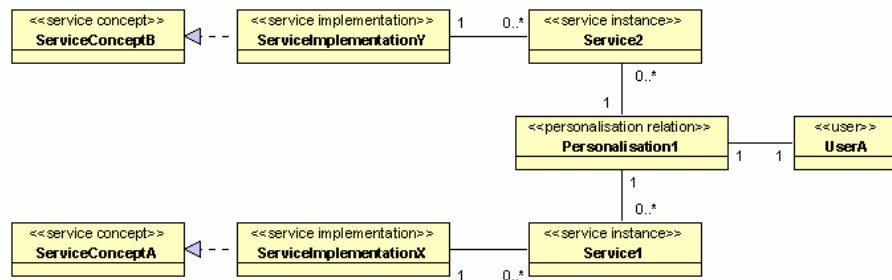 <<service concept>>
ServiceConceptB
<<service implementation>>
ServiceImplementationY
1
0..*
<<service instance>>
Service2
0..*
1
<<personalisation relation>>
Personalisation1
1
1
<<user>>
UserA
1
0..*
<<service concept>>
ServiceConceptA
<<service implementation>>
ServiceImplementationX
1
0..*
<<service instance>>
Service1